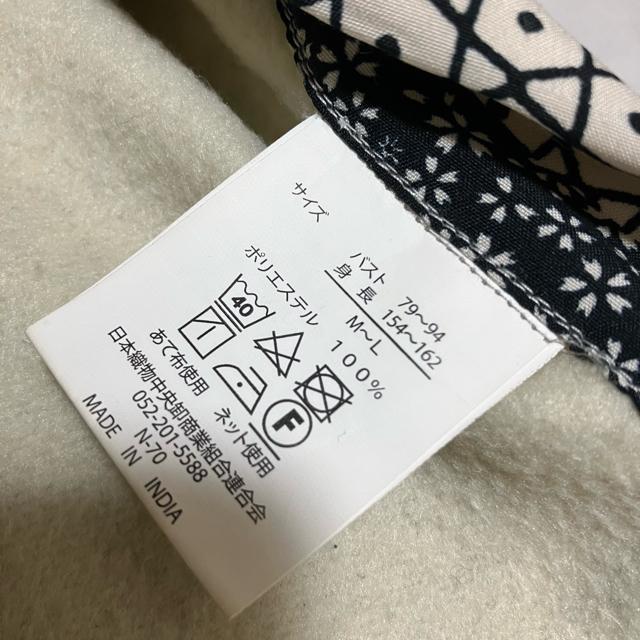 サイズ
バスト 79～94
身長 154～162
M～L
ポリエステル 100%
40
F
あて布使用 ネット使用
日本織物中央町商業組合連合会
052-201-5588
N-70
MADE IN INDIA